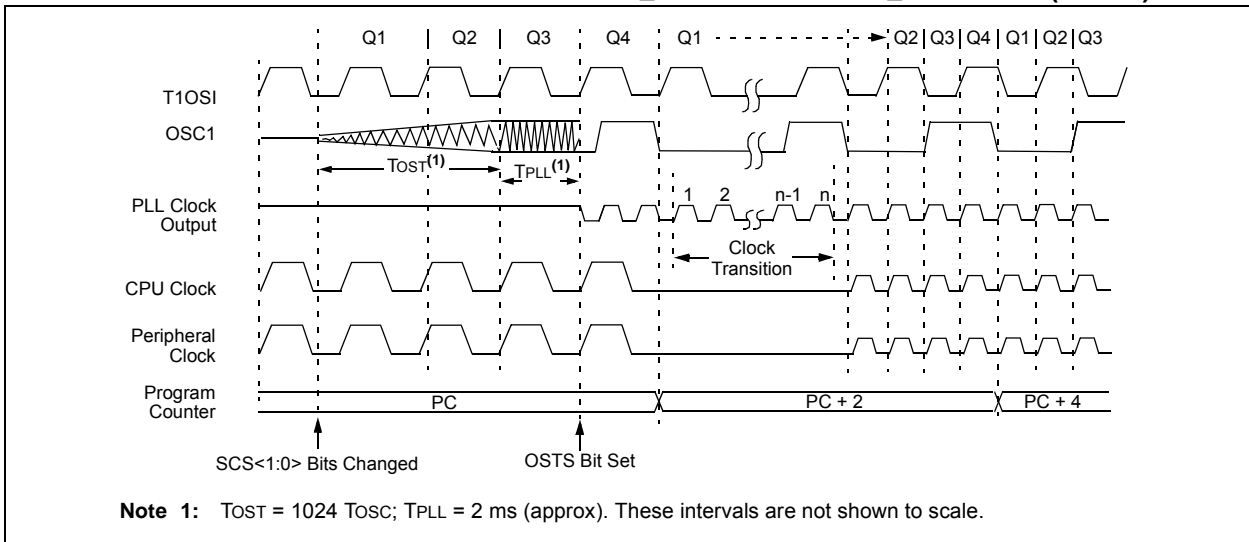 Q1 Q2 Q3 Q4 Q1 Q2 Q3 Q4 Q1 Q2 Q3
T1OSI
OSC1
TOST(1)
TPLL(1)
1 2 n-1 n
PLL Clock
Output
Clock
Transition
CPU Clock
Peripheral
Clock
Program
Counter
PC PC + 2 PC + 4
SCS<1:0> Bits Changed
OSTS Bit Set
Note 1: TOST = 1024 TOSC; TPLL = 2 ms (approx). These intervals are not shown to scale.